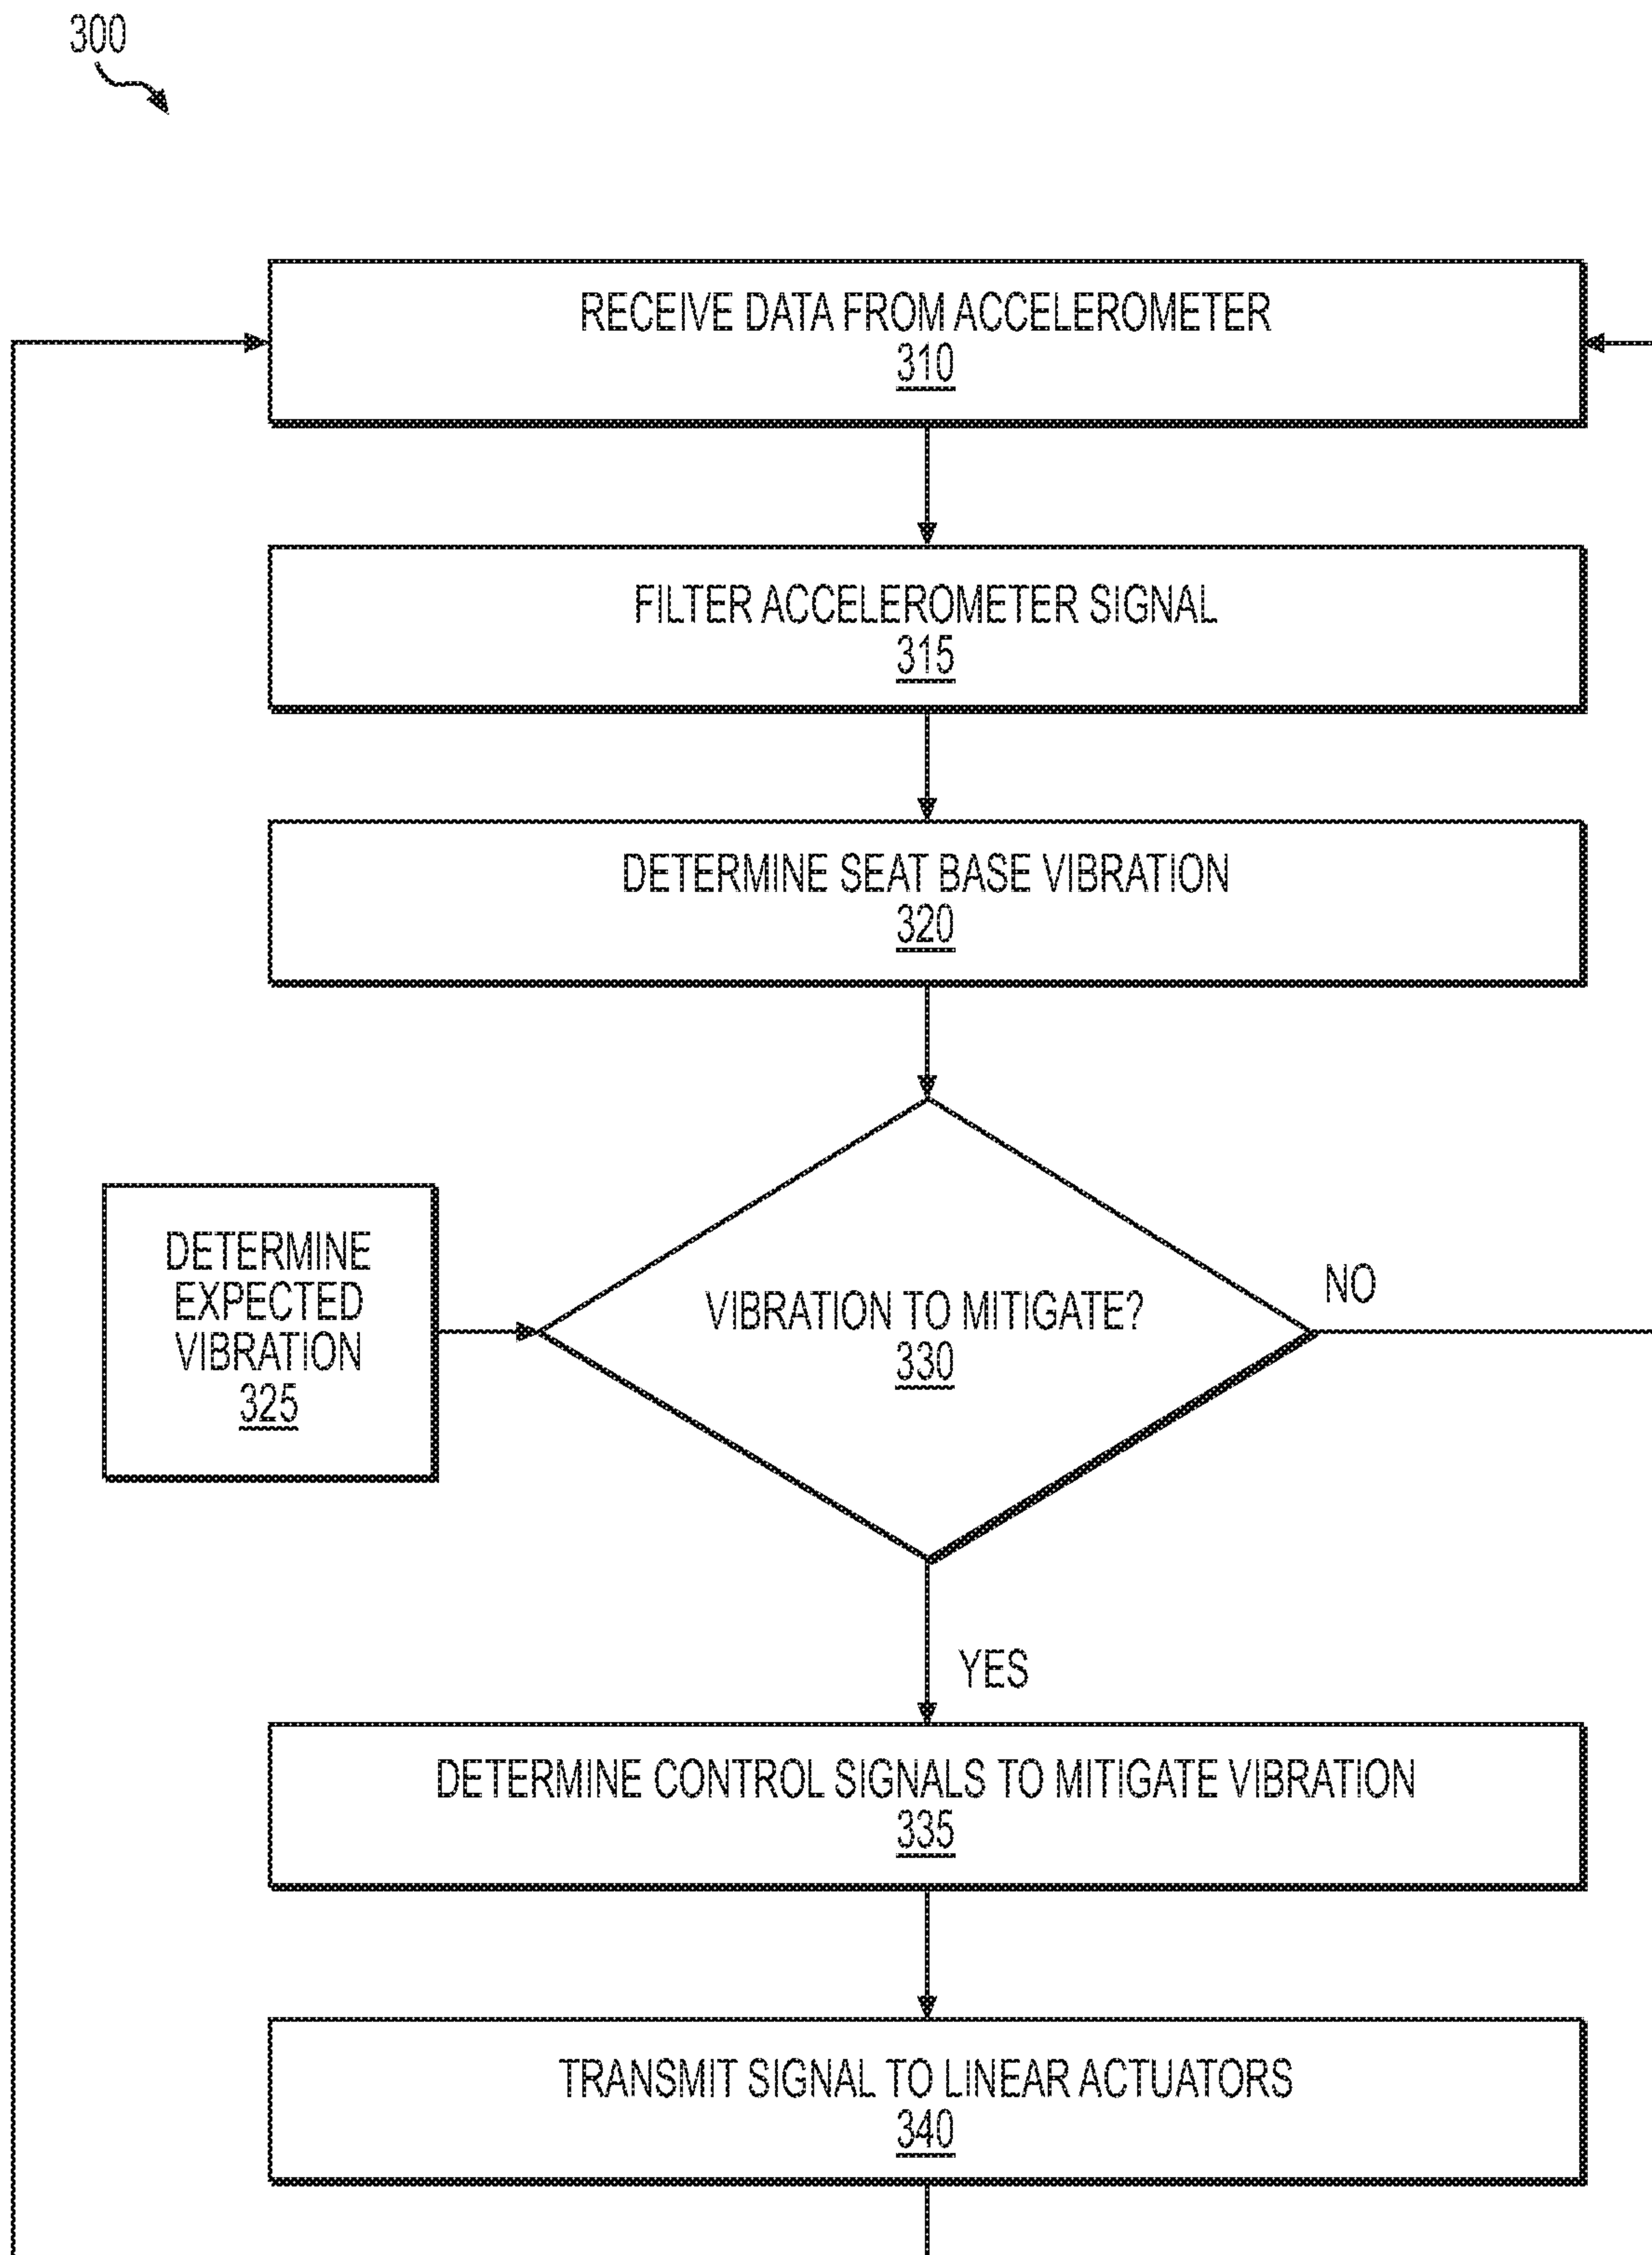 300
RECEIVE DATA FROM ACCELEROMETER
310
FILTER ACCELEROMETER SIGNAL
315
DETERMINE SEAT BASE VIBRATION
320
DETERMINE
EXPECTED
VIBRATION
325
VIBRATION TO MITIGATE?
330
NO
YES
DETERMINE CONTROL SIGNALS TO MITIGATE VIBRATION
335
TRANSMIT SIGNAL TO LINEAR ACTUATORS
340